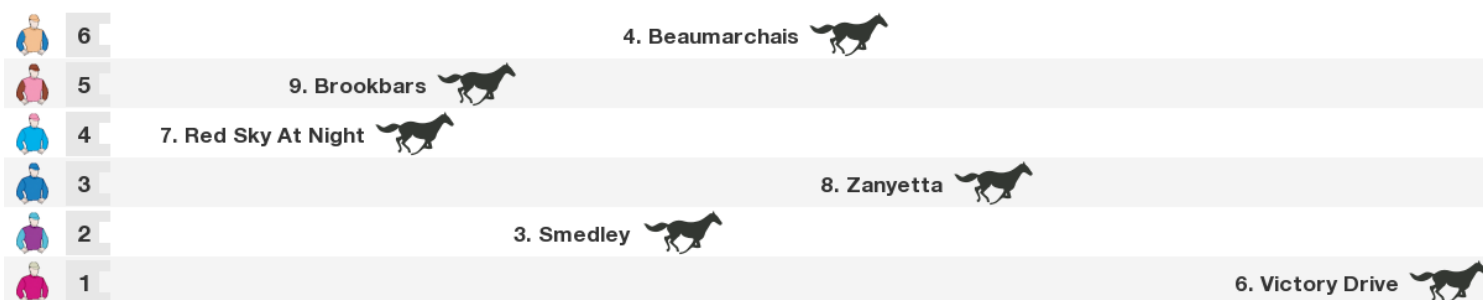 6 4. Beaumarchais
5 9. Brookbars
4 7. Red Sky At Night
3 8. Zanyetta
2 3. Smedley
1 6. Victory Drive